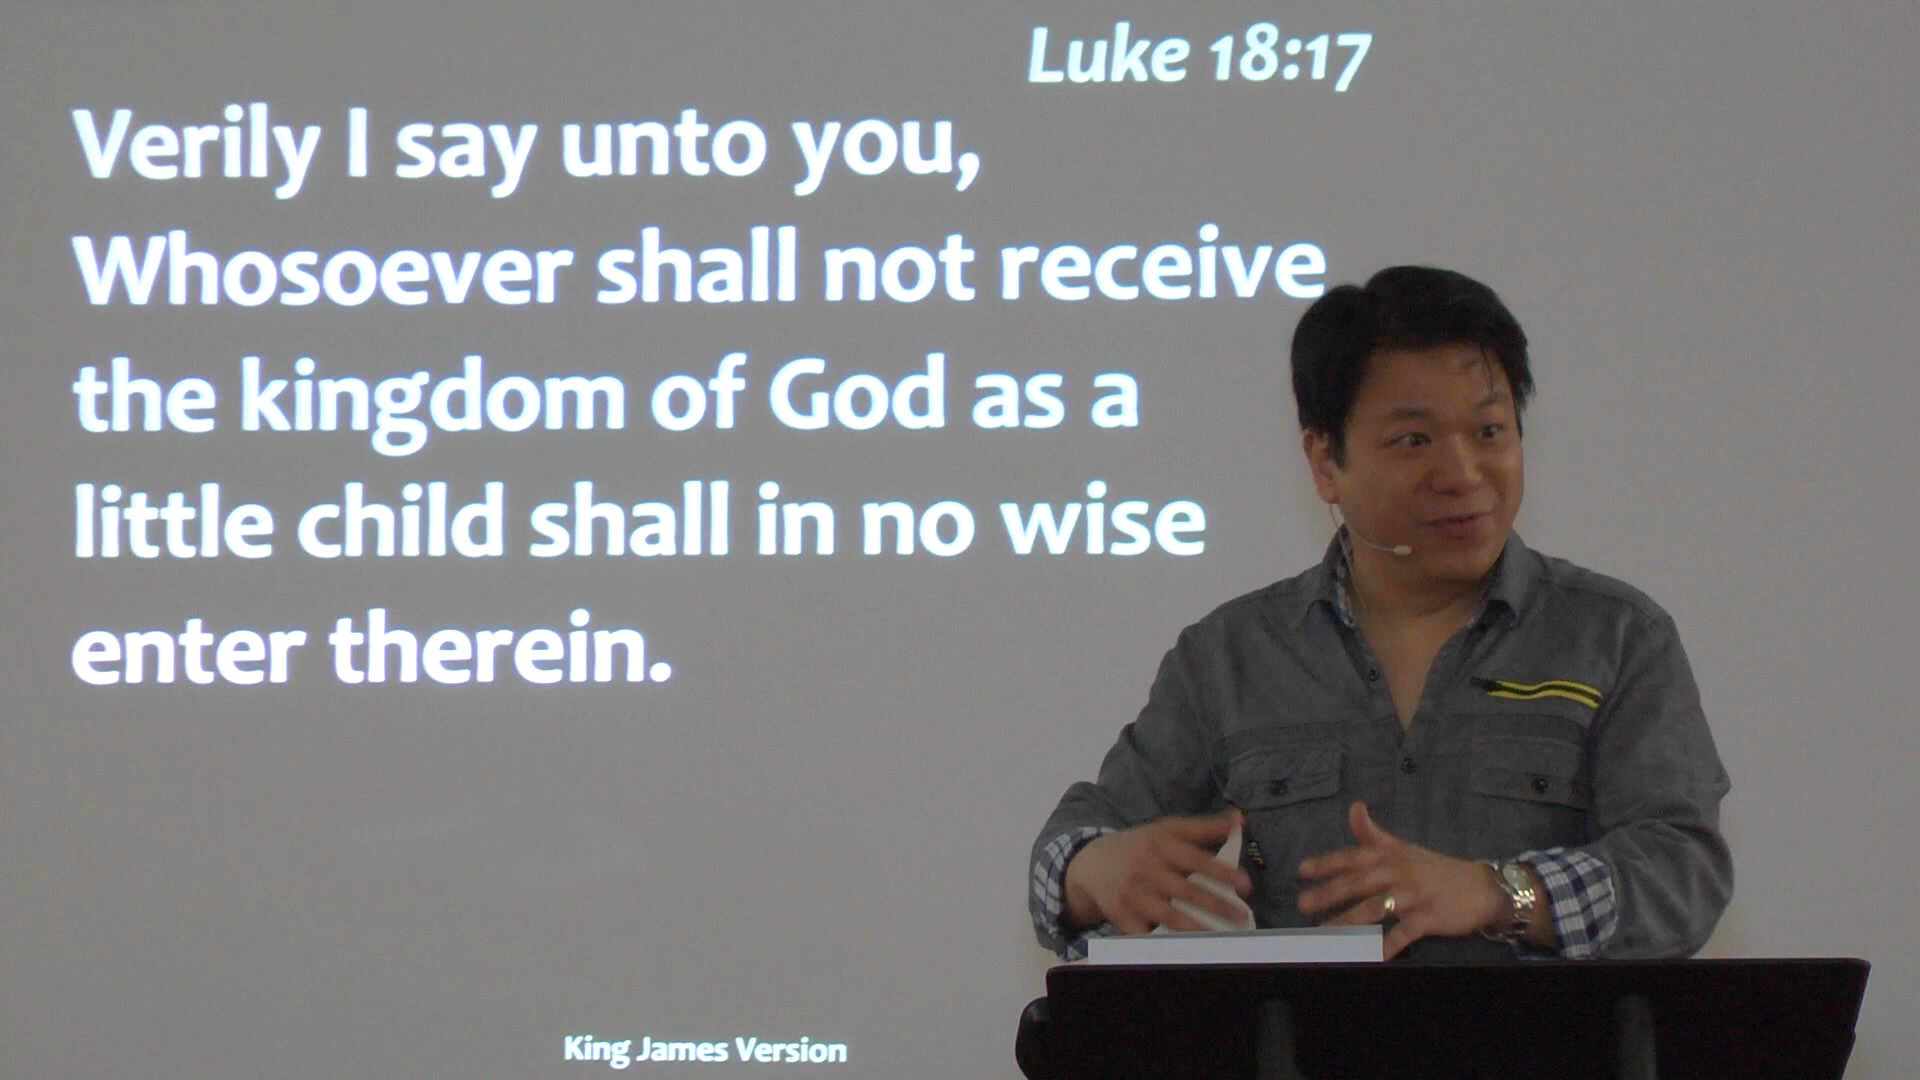 Luke 18:17
Verily I say unto you,
Whosoever shall not receive
the kingdom of God as a
little child shall in no wise
enter therein.
King James Version